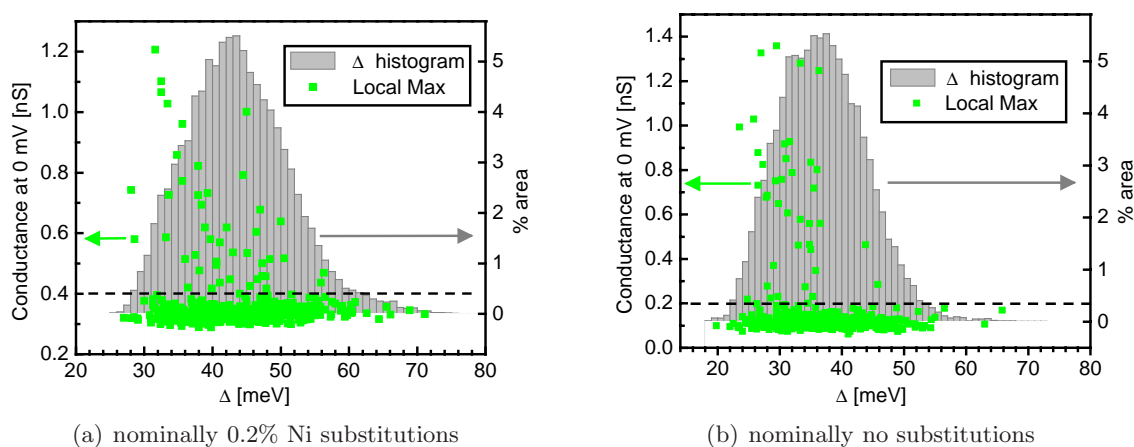 Conductance at 0 mV [nS]
1.2
1.0
0.8
0.6
0.4
0.2
Δ histogram
Local Max
5
4
3
2
1
0
% area
20 30 40 50 60 70 80
Δ [meV]
(a) nominally 0.2% Ni substitutions
Conductance at 0 mV [nS]
1.4
1.2
1.0
0.8
0.6
0.4
0.2
0.0
Δ histogram
Local Max
5
4
3
2
1
0
% area
20 30 40 50 60 70 80
Δ [meV]
(b) nominally no substitutions